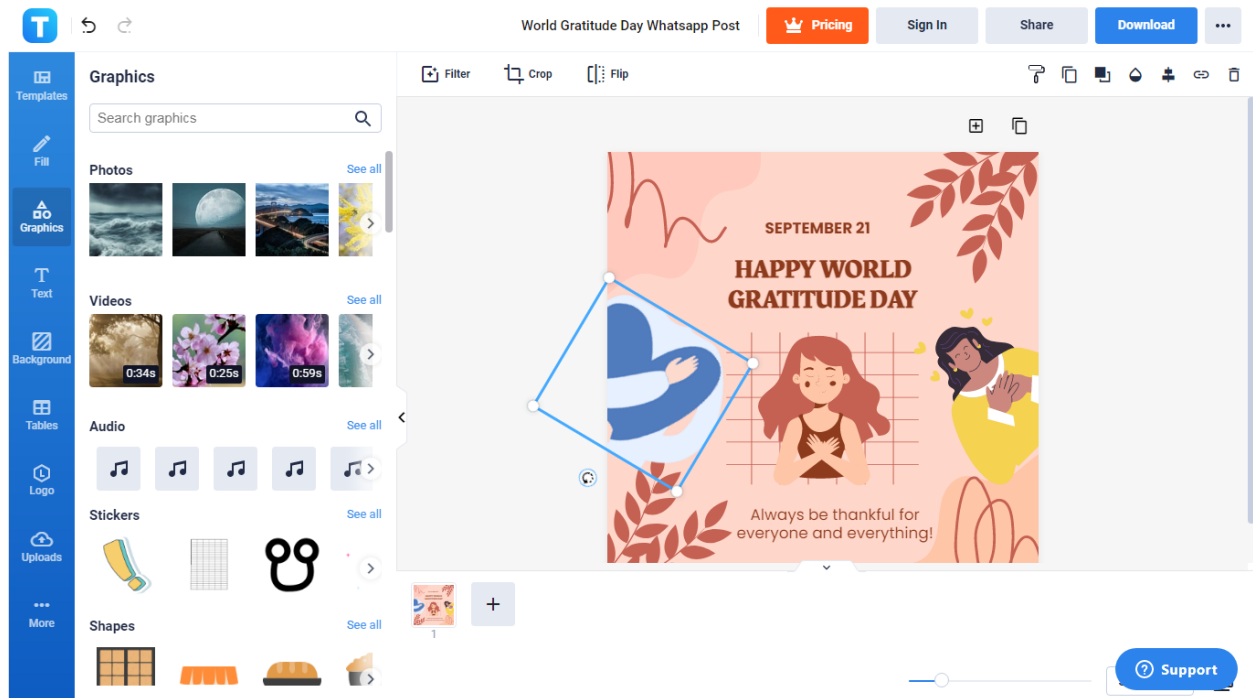 T
World Gratitude Day Whatsapp Post
Pricing
Sign In
Share
Download
Templates
Fill
Graphics
Text
Background
Tables
Logo
Uploads
More
Graphics
Search graphics
Photos
See all
Videos
See all
0:34s
0:25s
0:59s
Audio
See all
Stickers
See all
Shapes
See all
Filter
Crop
Flip
SEPTEMBER 21
HAPPY WORLD
GRATITUDE DAY
Always be thankful for
everyone and everything!
1
Support